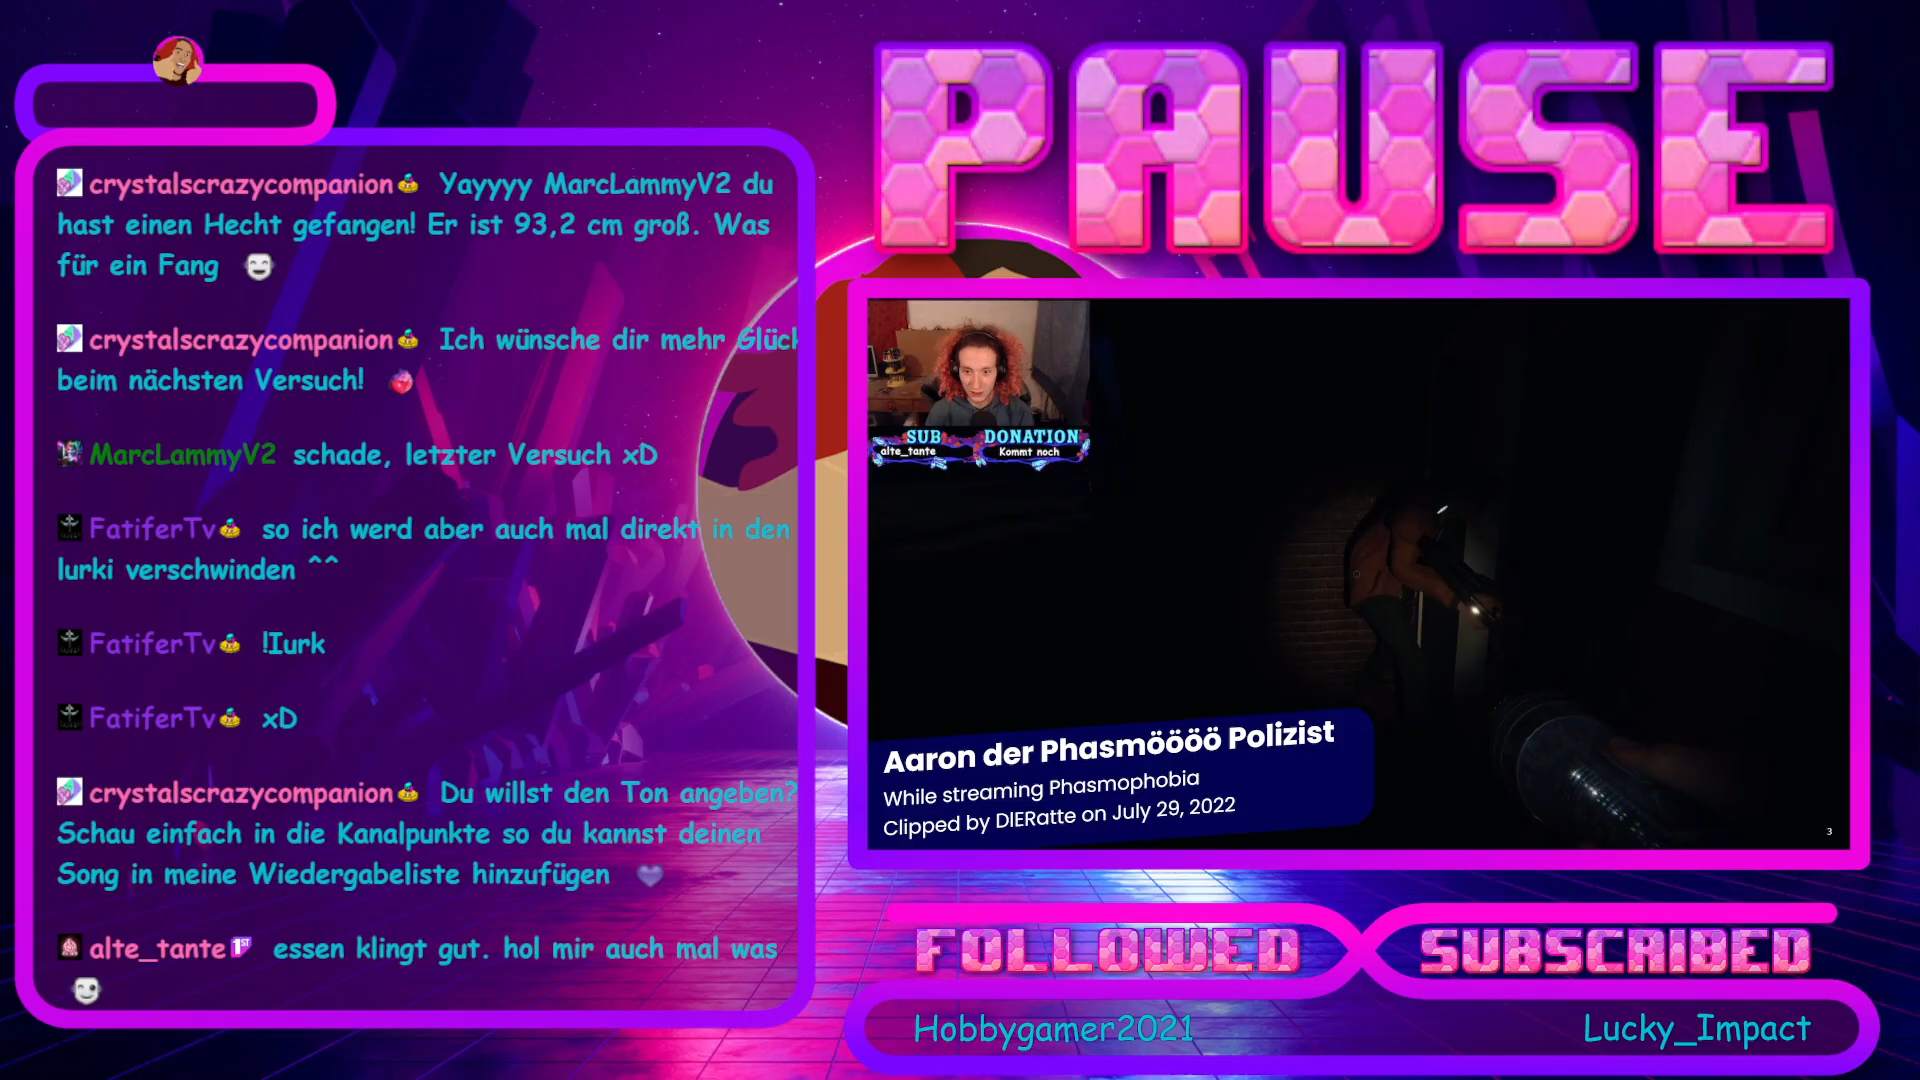 PAUSE
crystalscrazycompanion Yayyyy MarcLammyV2 du
hast einen Hecht gefangen! Er ist 93,2 cm groß. Was
für ein Fang
crystalscrazycompanion Ich wünsche dir mehr Glück
beim nächsten Versuch!
MarcLammyV2 schade, letzter Versuch xD
FatiferTv so ich werd aber auch mal direkt in den
lurki verschwinden ^^
FatiferTv !Iurk
FatiferTv xD
crystalscrazycompanion Du willst den Ton angeben?
Schau einfach in die Kanalpunkte so du kannst deinen
Song in meine Wiedergabeliste hinzufügen
alte_tante 1ST essen klingt gut. hol mir auch mal was
SUB DONATION
alte_tante Kommt noch
Aaron der Phasmöööö Polizist
While streaming Phasmophobia
Clipped by DIERatte on July 29, 2022
3
FOLLOWED SUBSCRIBED
Hobbygamer2021 Lucky_Impact